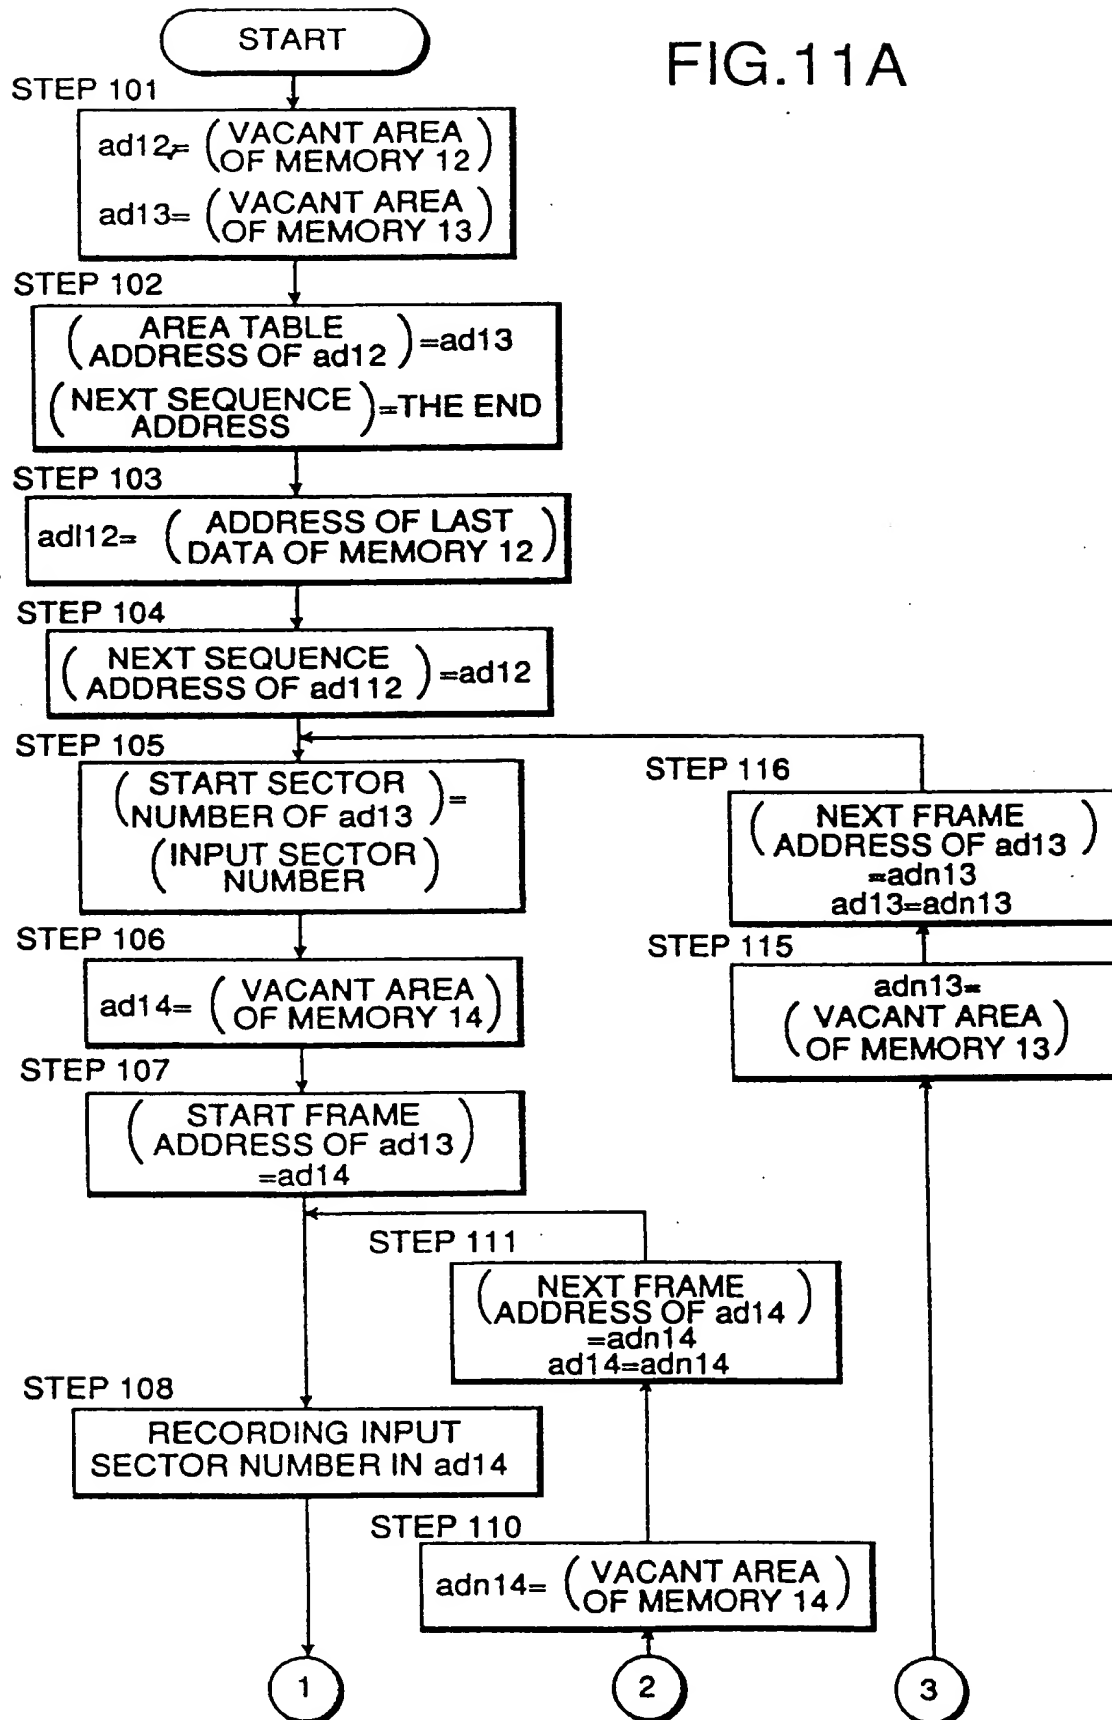 START
FIG.11A
STEP 101
ad12= (VACANT AREA
OF MEMORY 12)
ad13= (VACANT AREA
OF MEMORY 13)
STEP 102
(AREA TABLE
ADDRESS OF ad12)=ad13
(NEXT SEQUENCE
ADDRESS)=THE END
STEP 103
adl12= (ADDRESS OF LAST
DATA OF MEMORY 12)
STEP 104
(NEXT SEQUENCE
ADDRESS OF ad112)=ad12
STEP 105
(START SECTOR
NUMBER OF ad13)=
(INPUT SECTOR
NUMBER)
STEP 106
ad14= (VACANT AREA
OF MEMORY 14)
STEP 107
(START FRAME
ADDRESS OF ad13)
=ad14
STEP 108
RECORDING INPUT
SECTOR NUMBER IN ad14
1
STEP 111
(NEXT FRAME
ADDRESS OF ad14)
=adn14
ad14=adn14
STEP 110
adn14= (VACANT AREA
OF MEMORY 14)
2
STEP 116
(NEXT FRAME
ADDRESS OF ad13)
=adn13
ad13=adn13
STEP 115
adn13=
(VACANT AREA
OF MEMORY 13)
3